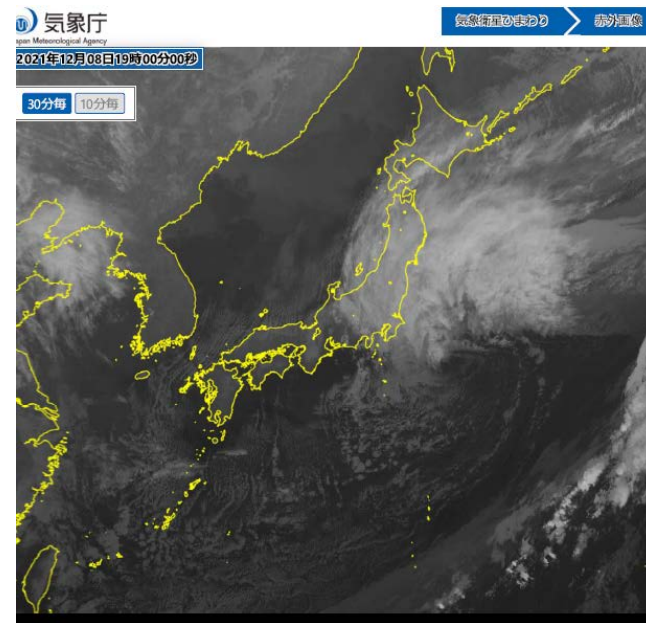 気象庁
Japan Meteorological Agency
気象衛星ひまわり
赤外画像
2021年12月08日19時00分00秒
30分毎
10分毎